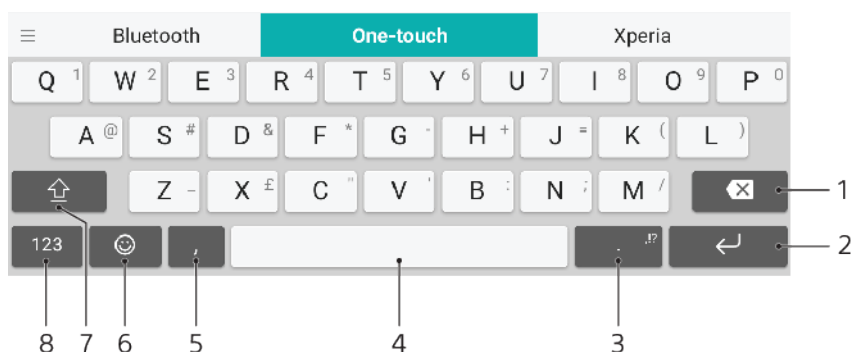 Bluetooth One-touch Xperia
Q 1 W 2 E 3 R 4 T 5 Y 6 U 7 I 8 O 9 P 0
A @ S # D & F * G - H + J = K ( L )
Z _ X £ C " V ' B : N ; M / 1
123 , . ,!? 2
8 7 6 5 4 3